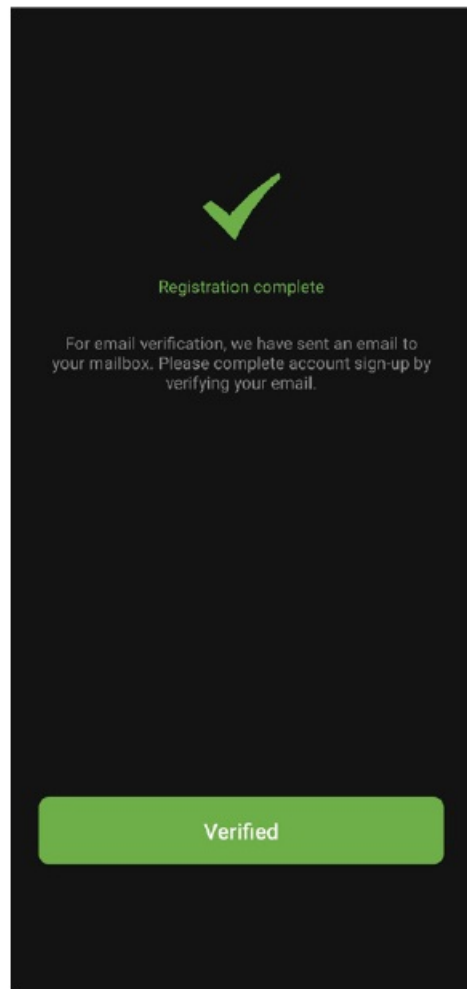 Registration complete
For email verification, we have sent an email to
your mailbox. Please complete account sign-up by
verifying your email.
Verified